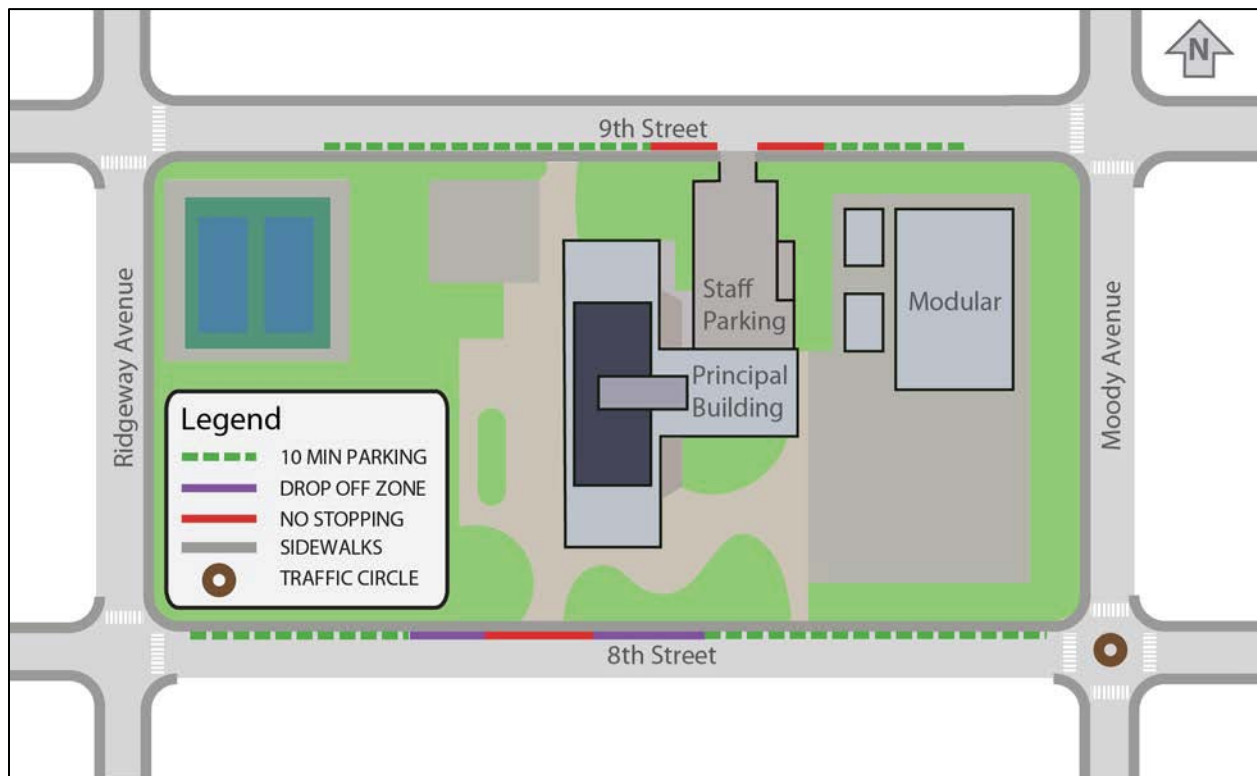 N
9th Street
Ridgeway Avenue
Staff
Parking
Modular
Principal
Building
Moody Avenue
Legend
10 MIN PARKING
DROP OFF ZONE
NO STOPPING
SIDEWALKS
TRAFFIC CIRCLE
8th Street